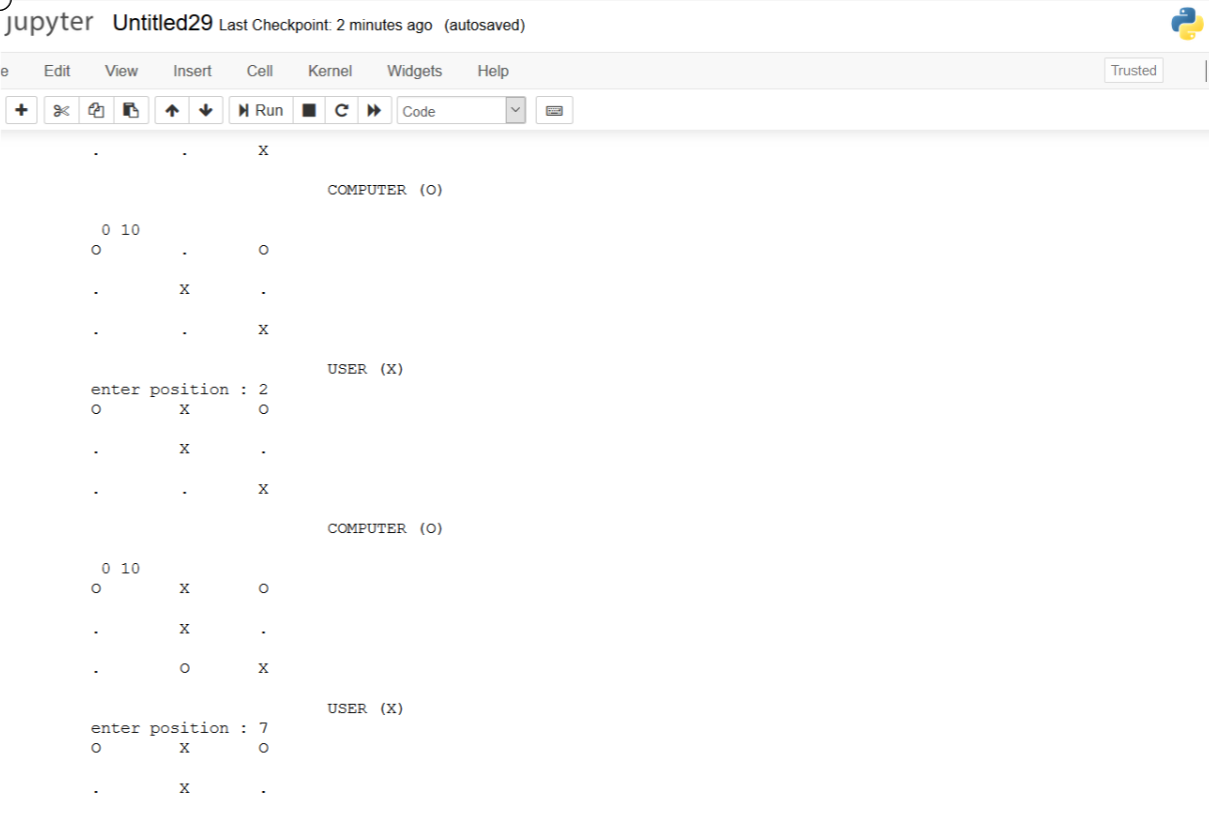 jupyter Untitled29 Last Checkpoint: 2 minutes ago (autosaved)
e Edit View Insert Cell Kernel Widgets Help Trusted
Run Code
. . X
COMPUTER (O)
0 10
O . O
. X .
. . X
USER (X)
enter position : 2
O X O
. X .
. . X
COMPUTER (O)
0 10
O X O
. X .
. O X
USER (X)
enter position : 7
O X O
. X .